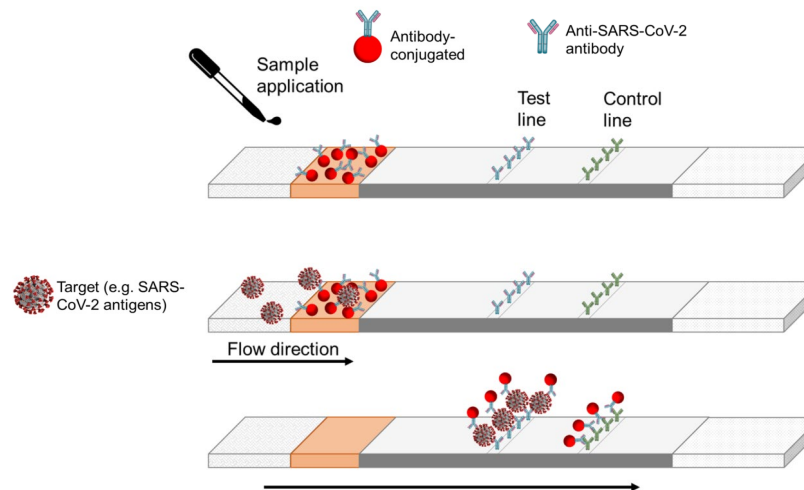 Antibody-
conjugated
Anti-SARS-CoV-2
antibody
Sample
application
Test
line
Control
line
Target (e.g. SARS-
CoV-2 antigens)
Flow direction